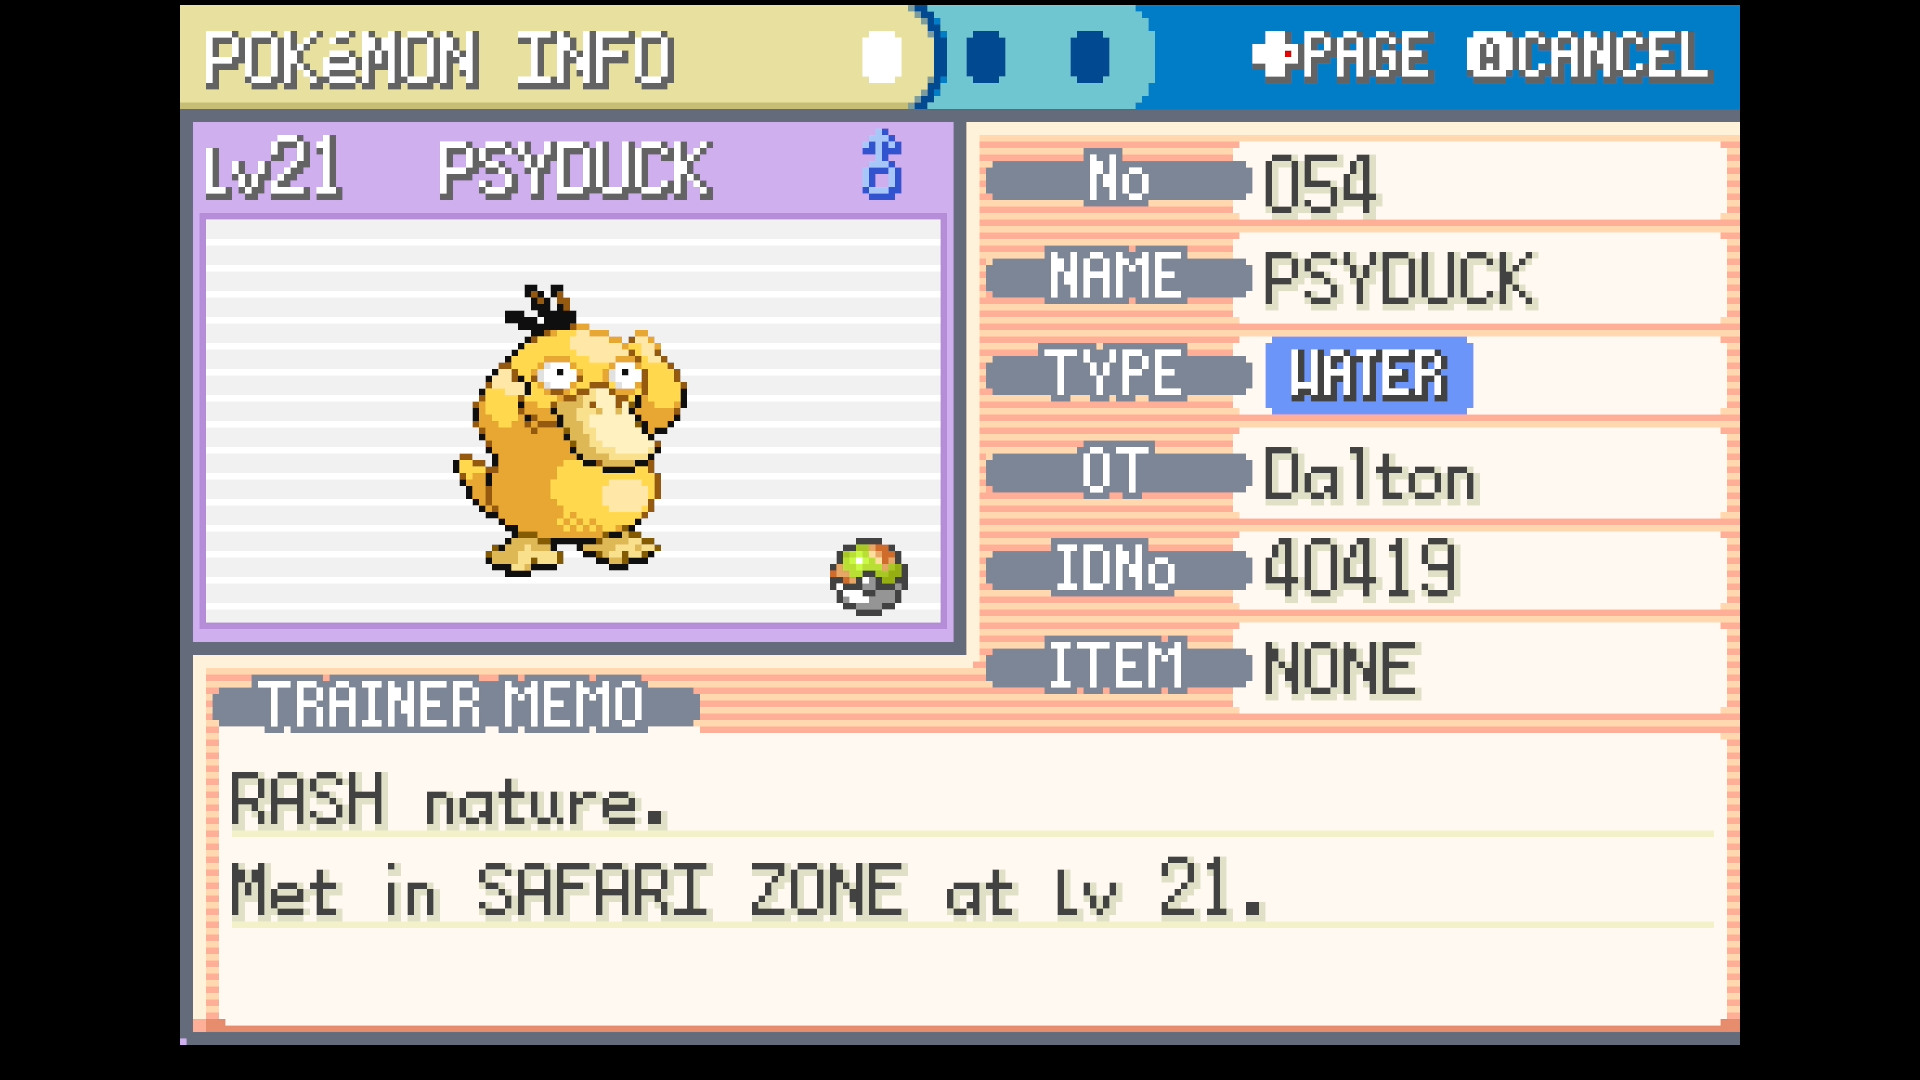 POKéMON INFO
PAGE ACANCEL
Lv21 PSYDUCK ♂
No 054
NAME PSYDUCK
TYPE WATER
OT Dalton
IDNo 40419
ITEM NONE
TRAINER MEMO
RASH nature.
Met in SAFARI ZONE at Lv 21.